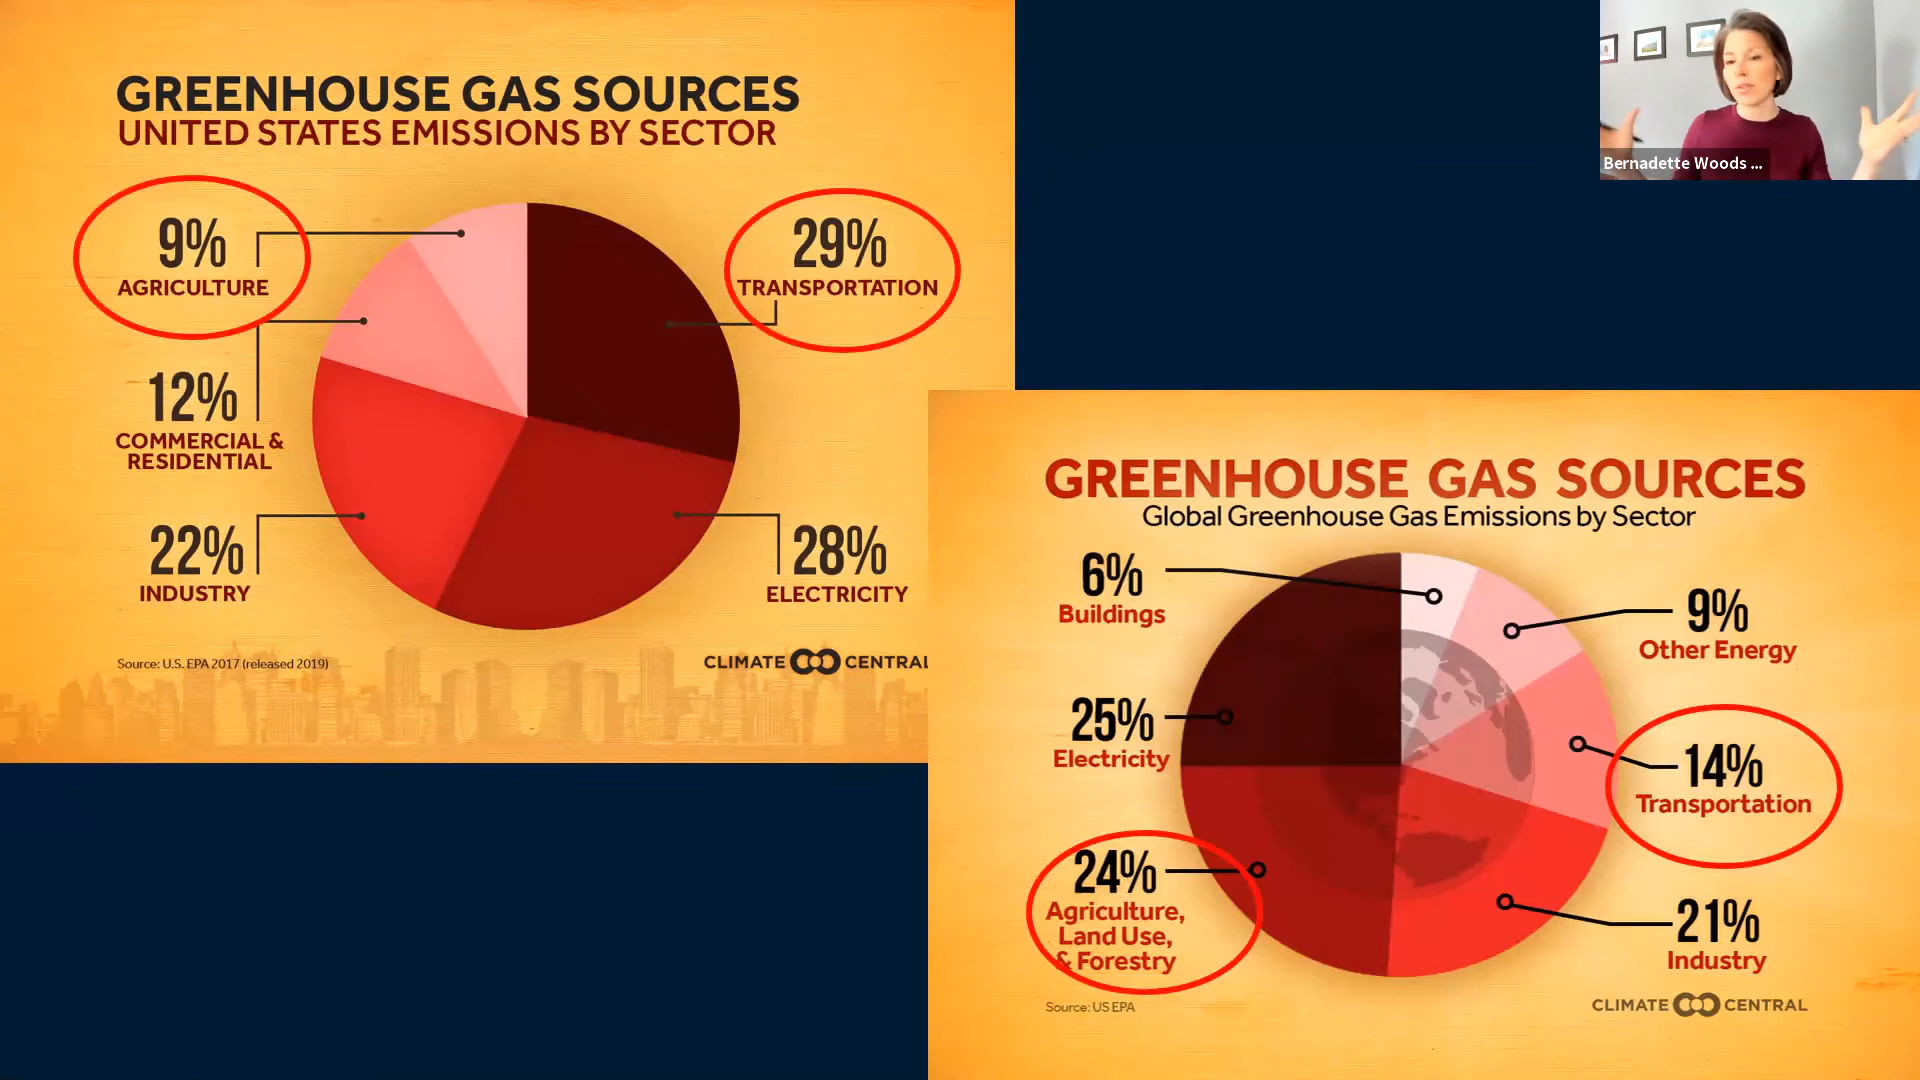 GREENHOUSE GAS SOURCES
UNITED STATES EMISSIONS BY SECTOR
9%
AGRICULTURE
29%
TRANSPORTATION
12%
COMMERCIAL &
RESIDENTIAL
22%
INDUSTRY
28%
ELECTRICITY
Source: U.S. EPA 2017 (released 2019)
CLIMATE CENTRAL
Bernadette Woods ...
GREENHOUSE GAS SOURCES
Global Greenhouse Gas Emissions by Sector
6%
Buildings
9%
Other Energy
25%
Electricity
14%
Transportation
24%
Agriculture,
Land Use,
& Forestry
21%
Industry
Source: US EPA
CLIMATE CENTRAL